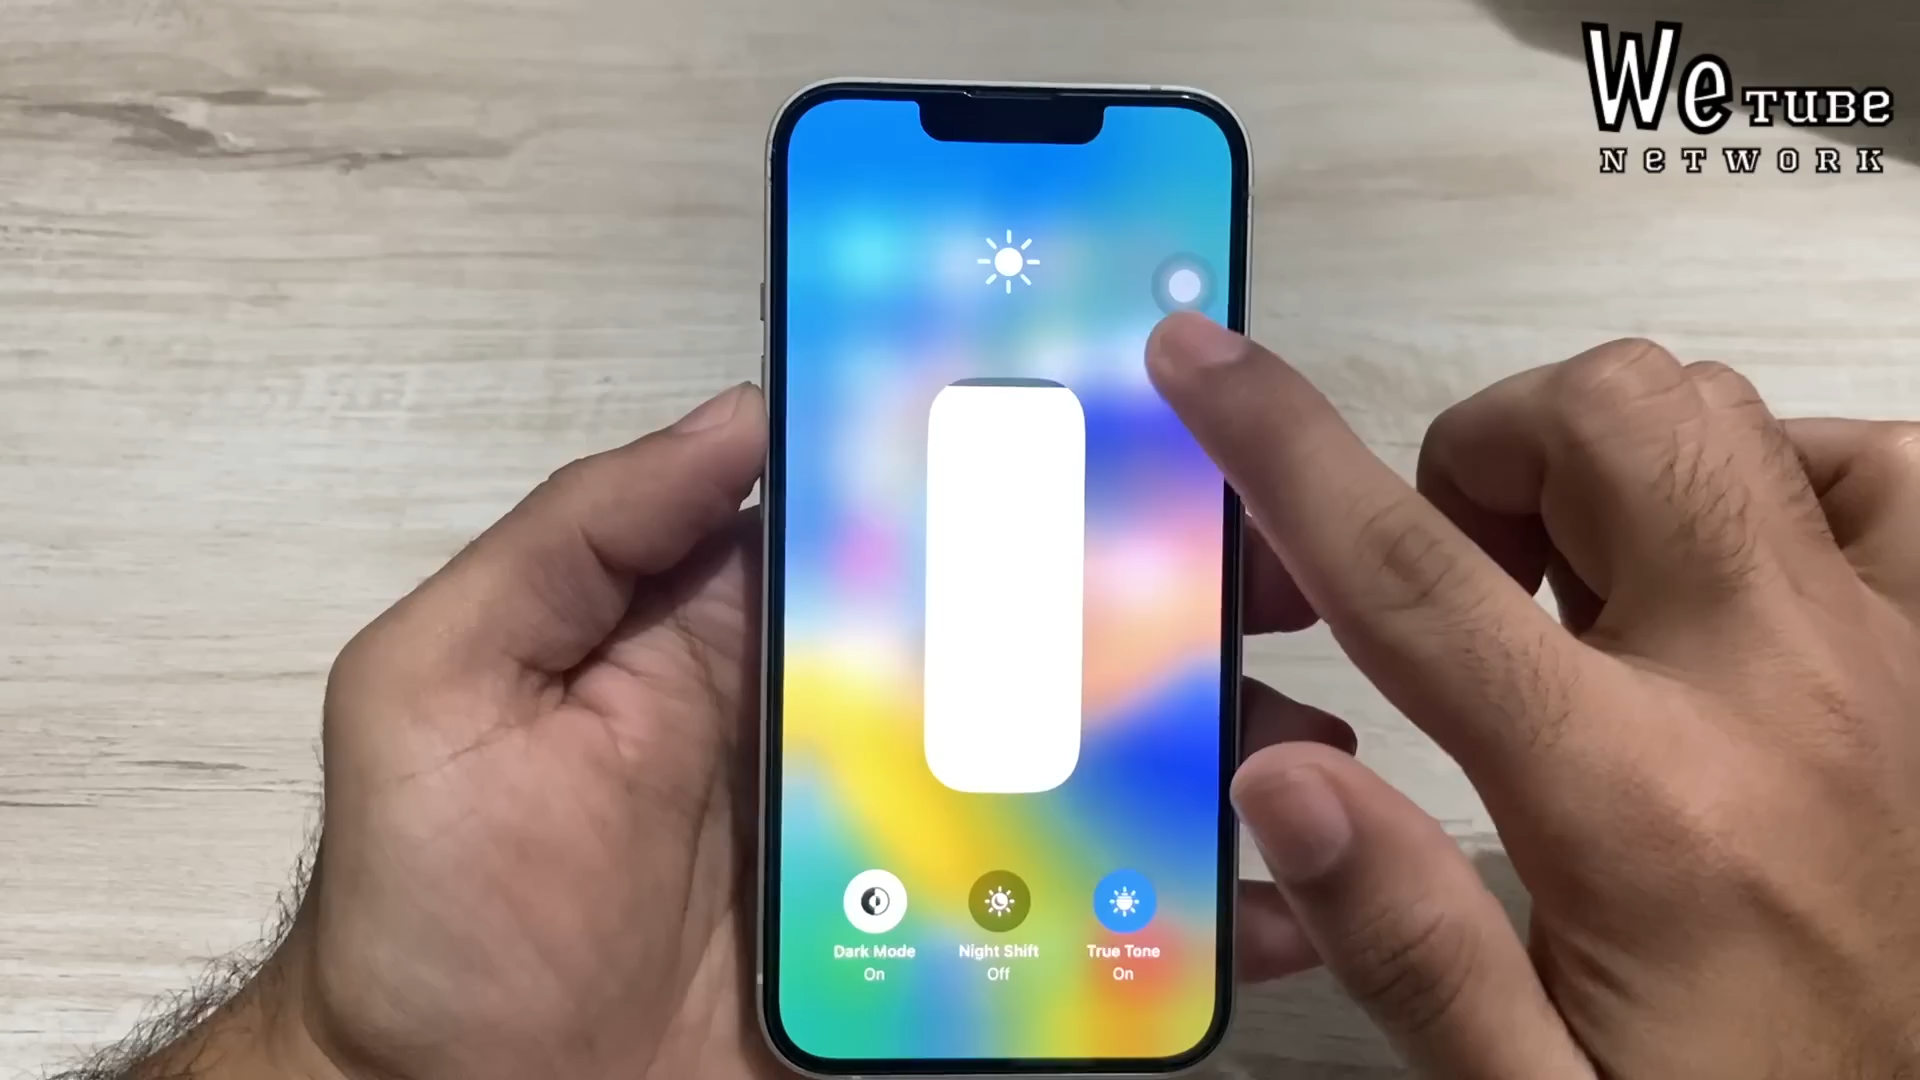 We TUBE
NeTWORK
Dark Mode
On
Night Shift
Off
True Tone
On